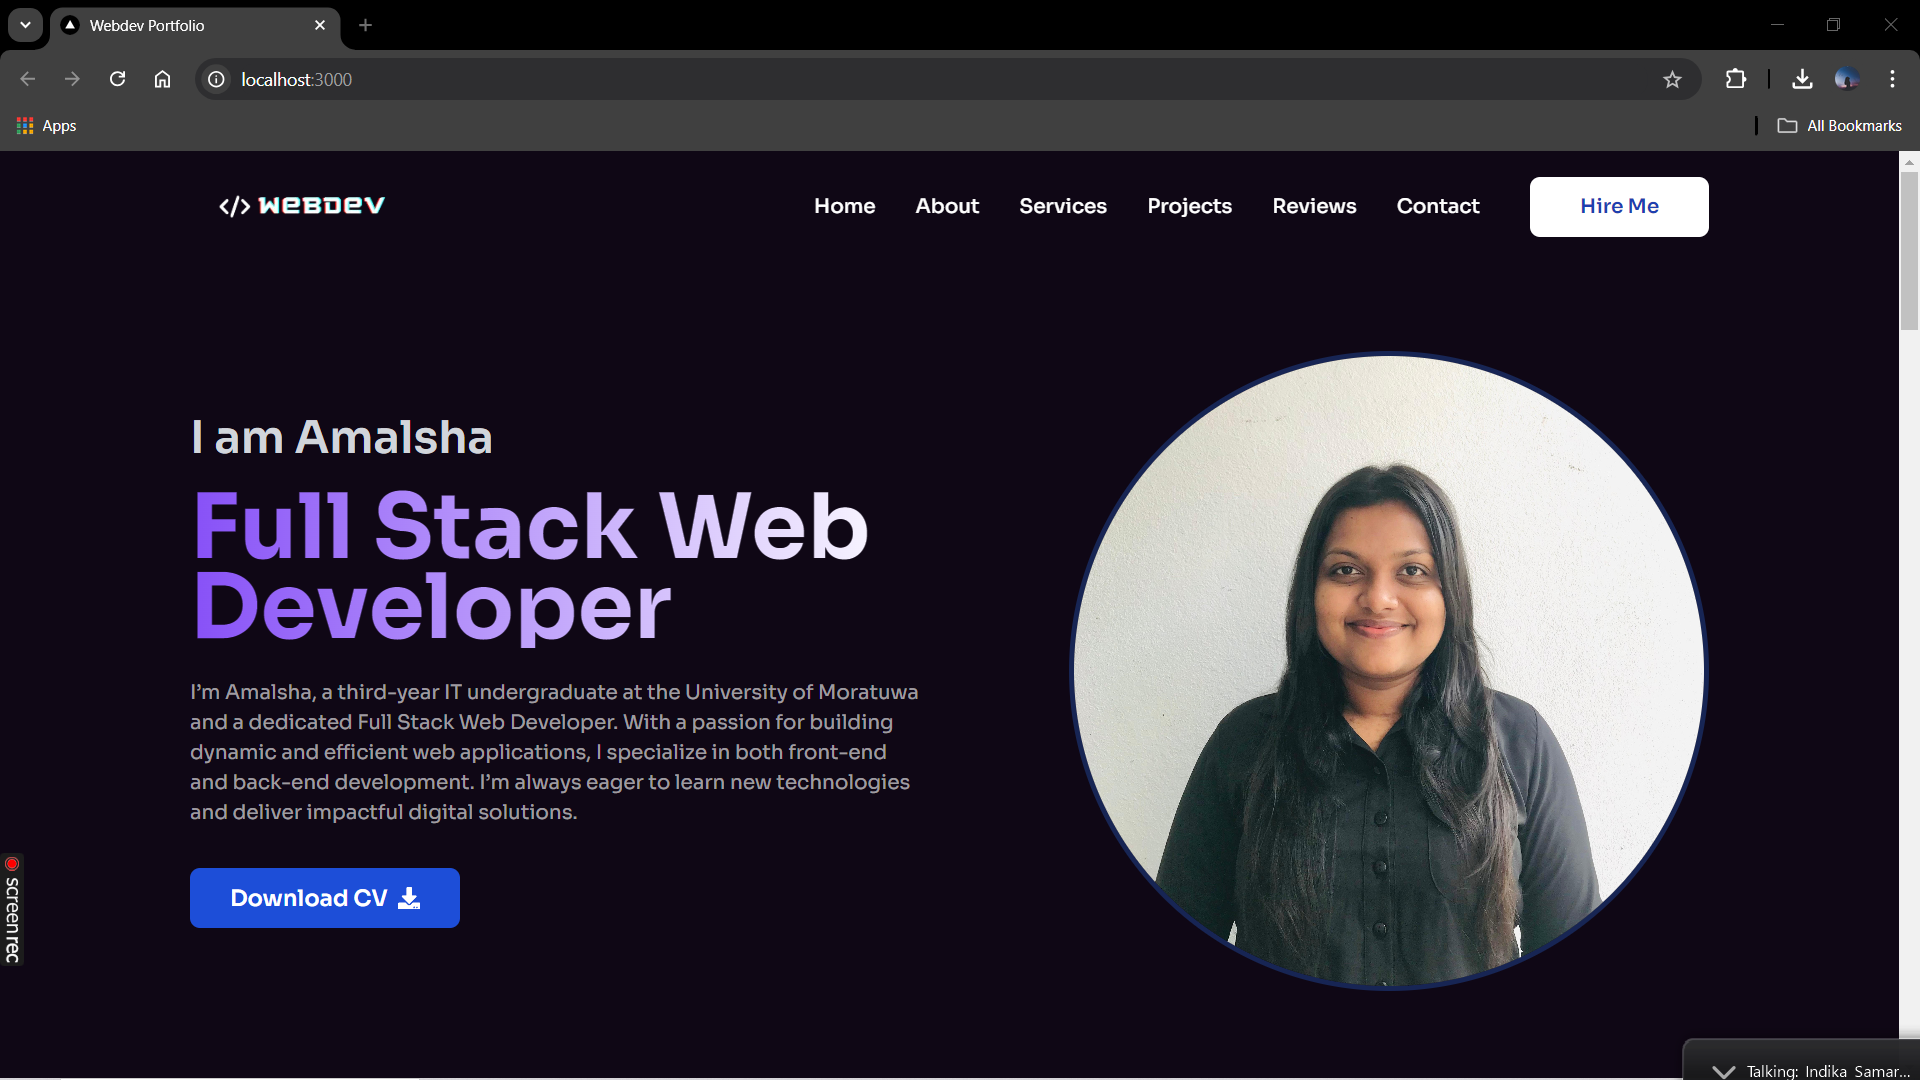 Webdev Portfolio
localhost:3000
Apps
All Bookmarks
</> WEBDEV
Home About Services Projects Reviews Contact Hire Me
I am Amalsha
Full Stack Web
Developer
I’m Amalsha, a third-year IT undergraduate at the University of Moratuwa
and a dedicated Full Stack Web Developer. With a passion for building
dynamic and efficient web applications, I specialize in both front-end
and back-end development. I’m always eager to learn new technologies
and deliver impactful digital solutions.
Download CV
screenrec
Talking: Indika Samar...